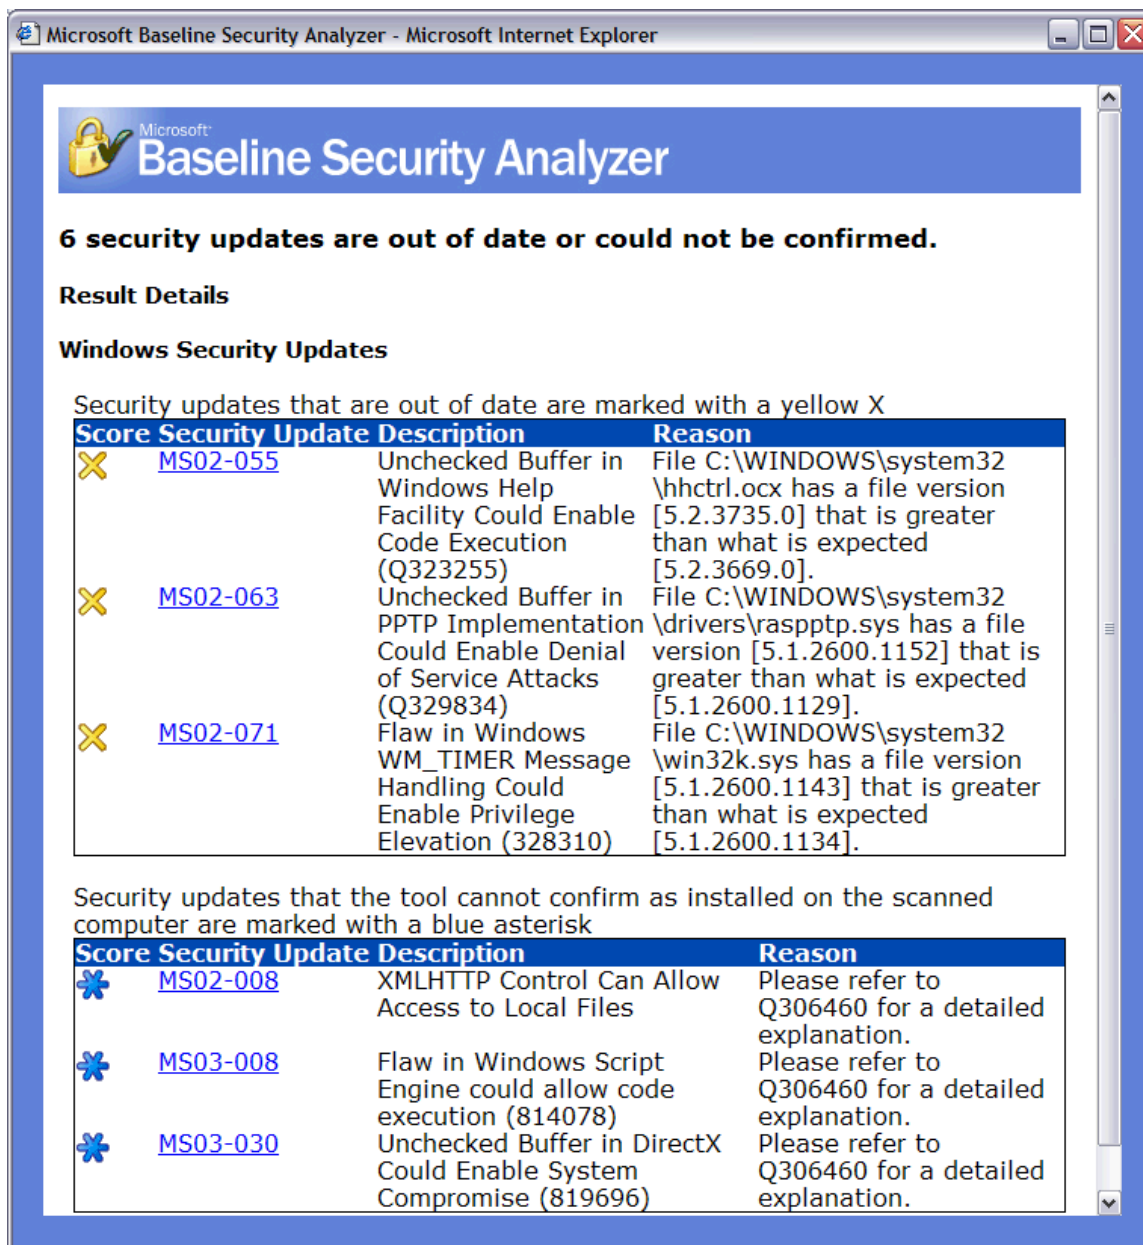 Microsoft Baseline Security Analyzer - Microsoft Internet Explorer
Microsoft
Baseline Security Analyzer
6 security updates are out of date or could not be confirmed.
Result Details
Windows Security Updates
Security updates that are out of date are marked with a yellow X
Score Security Update Description Reason
MS02-055 Unchecked Buffer in File C:\WINDOWS\system32
Windows Help \hhctrl.ocx has a file version
Facility Could Enable [5.2.3735.0] that is greater
Code Execution than what is expected
(Q323255) [5.2.3669.0].
MS02-063 Unchecked Buffer in File C:\WINDOWS\system32
PPTP Implementation \drivers\raspptp.sys has a file
Could Enable Denial version [5.1.2600.1152] that is
of Service Attacks greater than what is expected
(Q329834) [5.1.2600.1129].
MS02-071 Flaw in Windows File C:\WINDOWS\system32
WM_TIMER Message \win32k.sys has a file version
Handling Could [5.1.2600.1143] that is greater
Enable Privilege than what is expected
Elevation (328310) [5.1.2600.1134].
Security updates that the tool cannot confirm as installed on the scanned
computer are marked with a blue asterisk
Score Security Update Description Reason
MS02-008 XMLHTTP Control Can Allow Please refer to
Access to Local Files Q306460 for a detailed
explanation.
MS03-008 Flaw in Windows Script Please refer to
Engine could allow code Q306460 for a detailed
execution (814078) explanation.
MS03-030 Unchecked Buffer in DirectX Please refer to
Could Enable System Q306460 for a detailed
Compromise (819696) explanation.